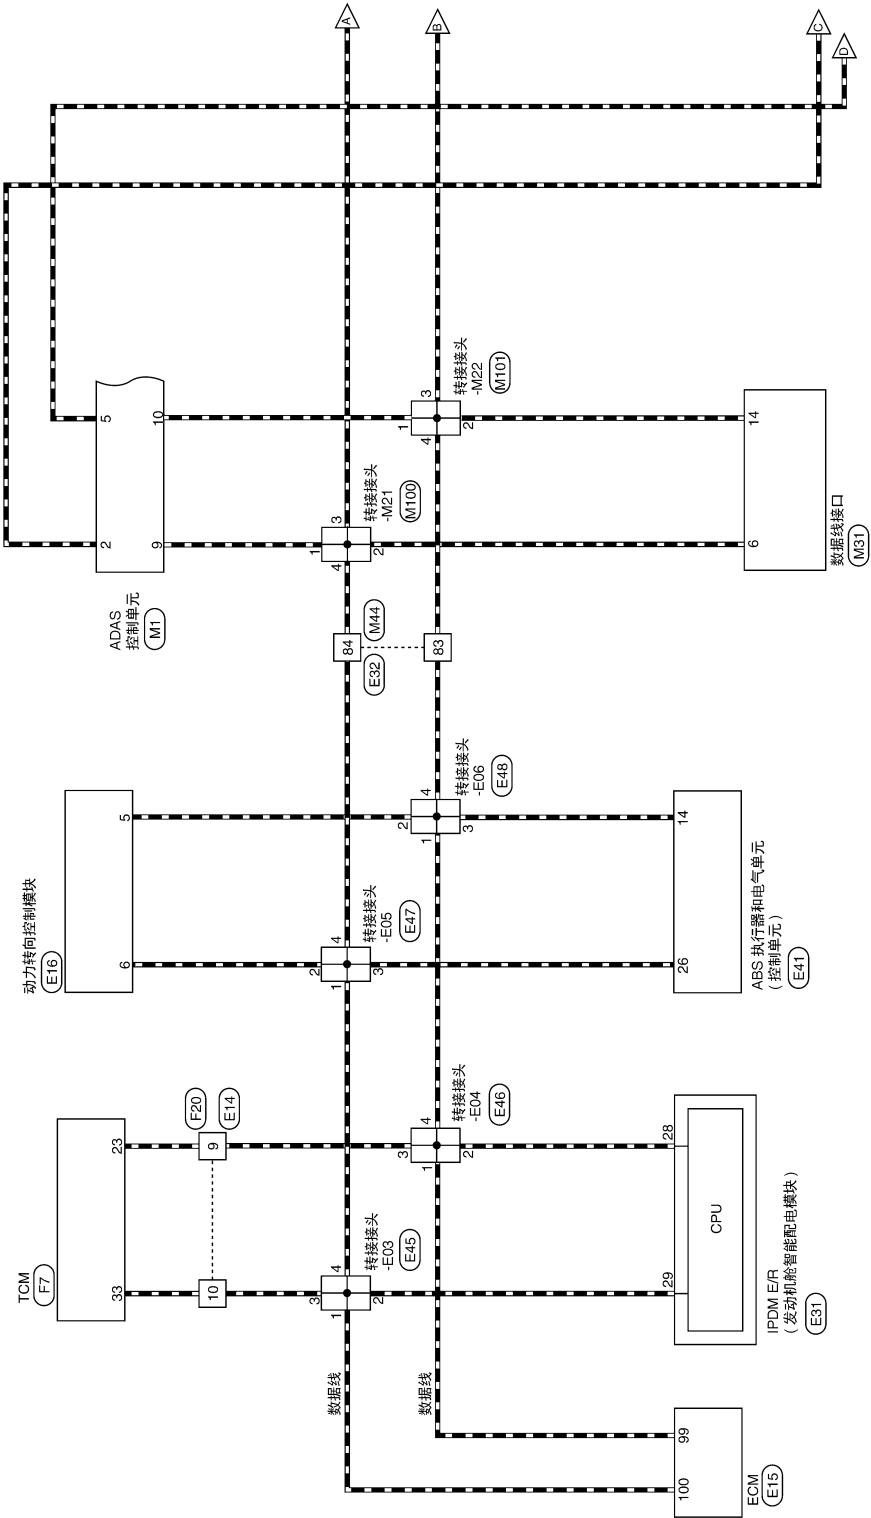 A
B
C
D
5
10
2
9
ADAS
控制单元
M1
1
3
4
2
转接接头
-M22
M101
1
3
4
2
转接接头
-M21
M100
14
6
数据线接口
M31
84
83
M44
E32
动力转向控制模块
E16
5
6
2
4
1
3
转接接头
-E06
E48
2
4
1
3
转接接头
-E05
E47
14
26
ABS 执行器和电气单元
(控制单元)
E41
TCM
F7
23
33
F20
E14
9
10
3
4
1
2
转接接头
-E04
E46
3
4
1
2
转接接头
-E03
E45
28
29
CPU
IPDM E/R
(发动机舱智能配电模块)
E31
数据线
数据线
99
100
ECM
E15